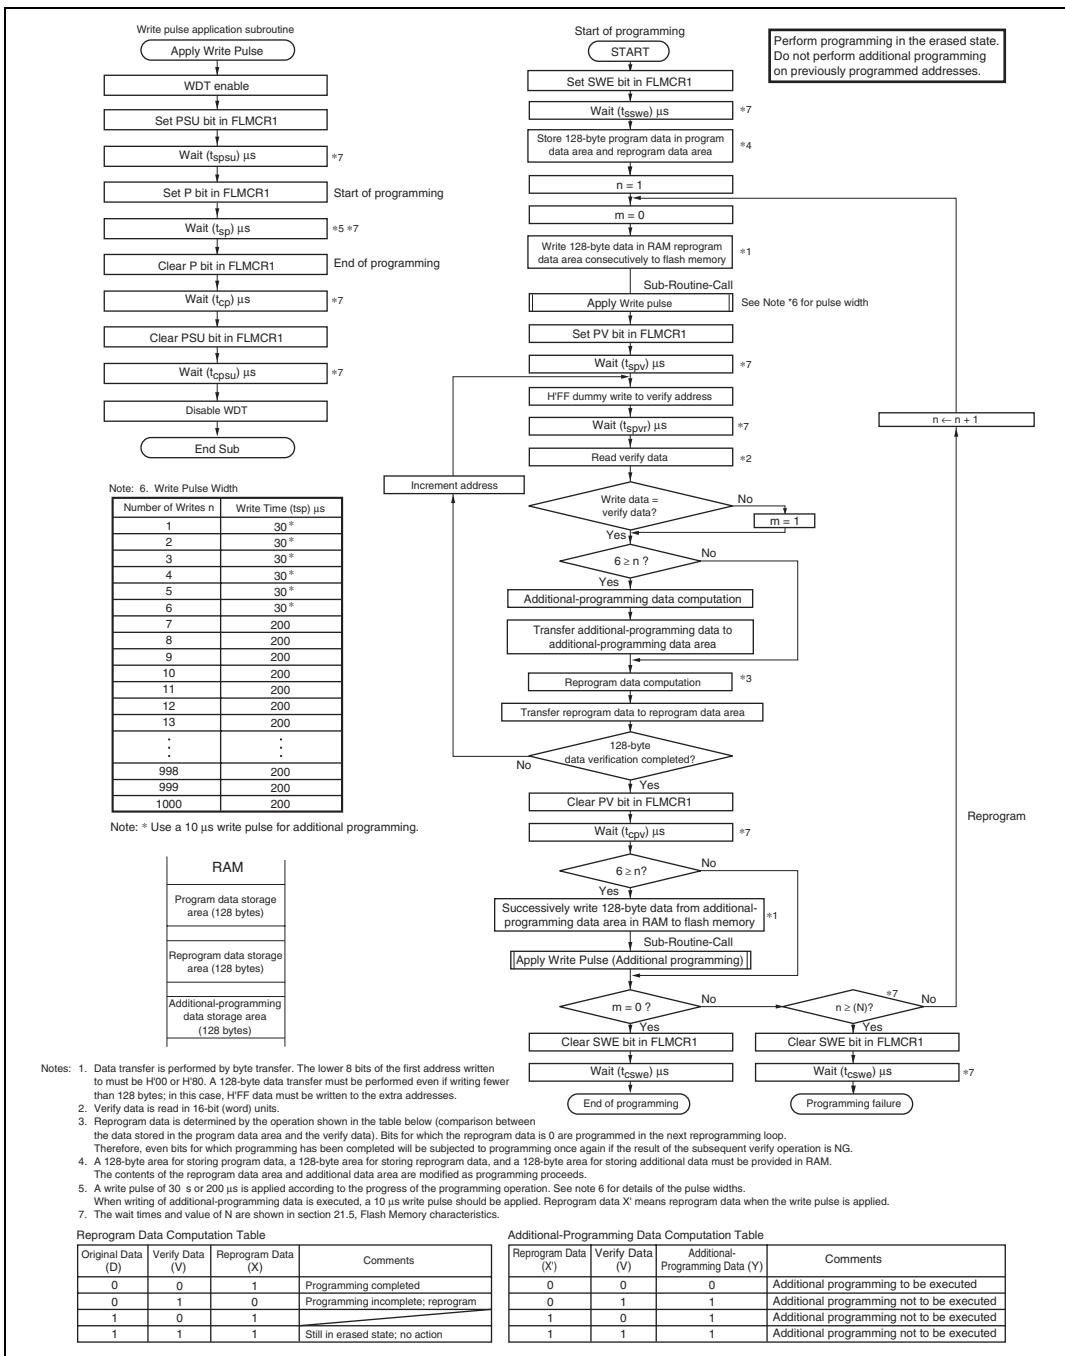 Write pulse application subroutine
Apply Write Pulse
WDT enable
Set PSU bit in FLMCR1
Wait (tspsu) μs
*7
Set P bit in FLMCR1
Start of programming
Wait (tsp) μs
*5 *7
Clear P bit in FLMCR1
End of programming
Wait (tcp) μs
*7
Clear PSU bit in FLMCR1
Wait (tcpsu) μs
*7
Disable WDT
End Sub
Note: 6. Write Pulse Width
Number of Writes n Write Time (tsp) μs
1 30*
2 30*
3 30*
4 30*
5 30*
6 30*
7 200
8 200
9 200
10 200
11 200
12 200
13 200
. .
. .
. .
998 200
999 200
1000 200
Note: * Use a 10 μs write pulse for additional programming.
RAM
Program data storage
area (128 bytes)
Reprogram data storage
area (128 bytes)
Additional-programming
data storage area
(128 bytes)
Start of programming
START
Perform programming in the erased state.
Do not perform additional programming
on previously programmed addresses.
Set SWE bit in FLMCR1
Wait (tsswe) μs
*7
Store 128-byte program data in program
data area and reprogram data area
*4
n = 1
m = 0
Write 128-byte data in RAM reprogram
data area consecutively to flash memory
*1
Sub-Routine-Call
Apply Write pulse
See Note *6 for pulse width
Set PV bit in FLMCR1
Wait (tspv) μs
*7
H'FF dummy write to verify address
Wait (tspvr) μs
*7
Read verify data
*2
Increment address
n ← n + 1
Write data =
verify data?
No
m = 1
Yes
6 ≥ n ?
No
Yes
Additional-programming data computation
Transfer additional-programming data to
additional-programming data area
Reprogram data computation
*3
Transfer reprogram data to reprogram data area
128-byte
data verification completed?
No
Yes
Clear PV bit in FLMCR1
Reprogram
Wait (tcpv) μs
*7
6 ≥ n?
No
Yes
Successively write 128-byte data from additional-
programming data area in RAM to flash memory
*1
Sub-Routine-Call
Apply Write Pulse (Additional programming)
m = 0 ?
No
*7
n ≥ (N)?
No
Yes
Yes
Clear SWE bit in FLMCR1
Clear SWE bit in FLMCR1
Wait (tcswe) μs
Wait (tcswe) μs
*7
End of programming
Programming failure
Notes: 1. Data transfer is performed by byte transfer. The lower 8 bits of the first address written
to must be H'00 or H'80. A 128-byte data transfer must be performed even if writing fewer
than 128 bytes; in this case, H'FF data must be written to the extra addresses.
2. Verify data is read in 16-bit (word) units.
3. Reprogram data is determined by the operation shown in the table below (comparison between
the data stored in the program data area and the verify data). Bits for which the reprogram data is 0 are programmed in the next reprogramming loop.
Therefore, even bits for which programming has been completed will be subjected to programming once again if the result of the subsequent verify operation is NG.
4. A 128-byte area for storing program data, a 128-byte area for storing reprogram data, and a 128-byte area for storing additional data must be provided in RAM.
The contents of the reprogram data area and additional data area are modified as programming proceeds.
5. A write pulse of 30 s or 200 μs is applied according to the progress of the programming operation. See note 6 for details of the pulse widths.
When writing of additional-programming data is executed, a 10 μs write pulse should be applied. Reprogram data X' means reprogram data when the write pulse is applied.
7. The wait times and value of N are shown in section 21.5, Flash Memory characteristics.
Reprogram Data Computation Table
Original Data (D) Verify Data (V) Reprogram Data (X) Comments
0 0 1 Programming completed
0 1 0 Programming incomplete; reprogram
1 0 1
1 1 1 Still in erased state; no action
Additional-Programming Data Computation Table
Reprogram Data (X') Verify Data (V) Additional-Programming Data (Y) Comments
0 0 0 Additional programming to be executed
0 1 1 Additional programming not to be executed
1 0 1 Additional programming not to be executed
1 1 1 Additional programming not to be executed